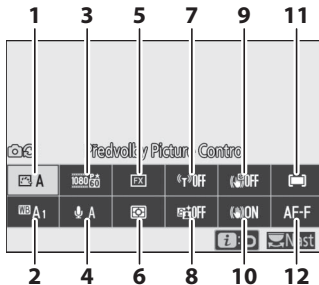 1 3 5 7 9 11
Předvolby Picture Control
A 1080 60 FX T OFF OFF
WB A1 A OFF ON AF-F
i Nast
2 4 6 8 10 12